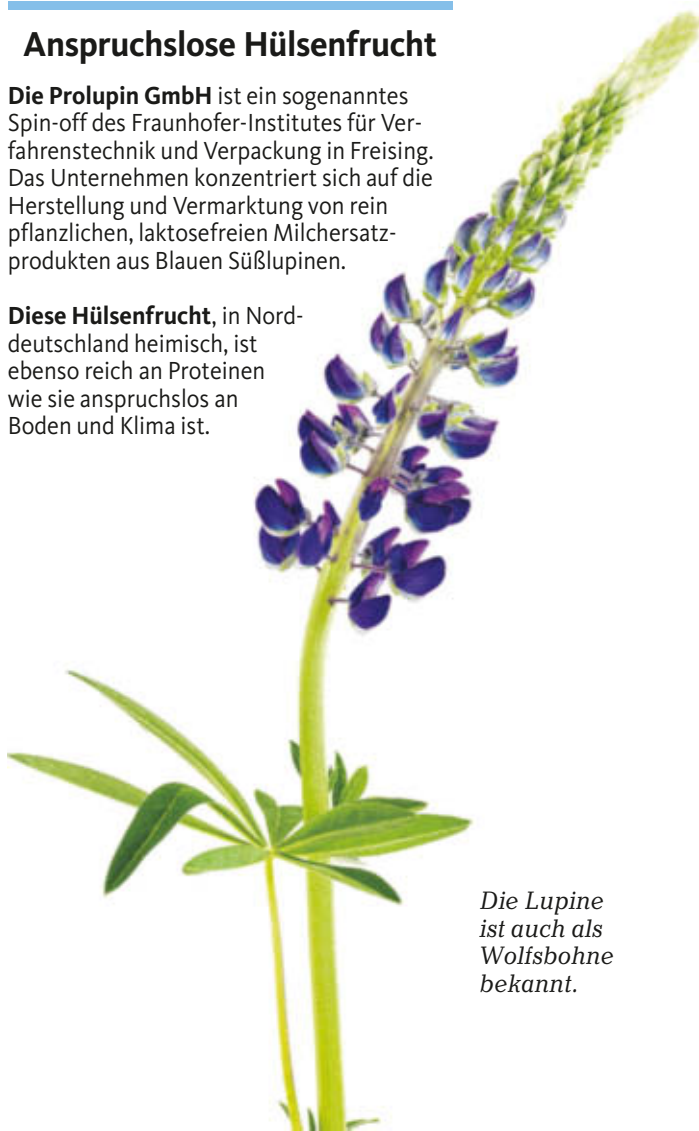 Anspruchslose Hülsenfrucht
Die Prolupin GmbH ist ein sogenanntes
Spin-off des Fraunhofer-Institutes für Ver-
fahrenstechnik und Verpackung in Freising.
Das Unternehmen konzentriert sich auf die
Herstellung und Vermarktung von rein
pflanzlichen, laktosefreien Milchersatz-
produkten aus Blauen Süßlupinen.
Diese Hülsenfrucht, in Nord-
deutschland heimisch, ist
ebenso reich an Proteinen
wie sie anspruchslos an
Boden und Klima ist.
Die Lupine
ist auch als
Wolfsbohne
bekannt.